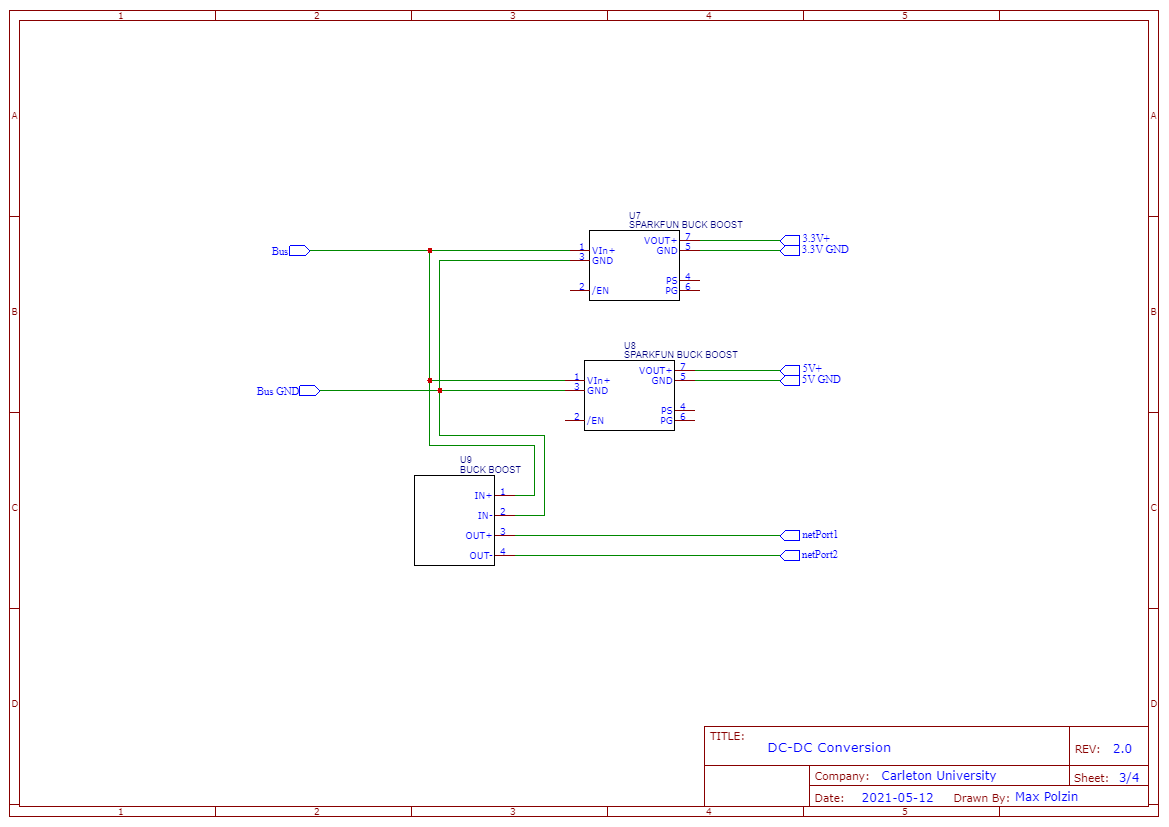 1 2 3 4 5
A A
U7
SPARKFUN BUCK BOOST
VOUT+ 7 3.3V+
Bus 1 VIn+ GND 5 3.3V GND
3 GND
PS 4
2 /EN PG 6
B B
U8
SPARKFUN BUCK BOOST
VOUT+ 7 5V+
1 VIn+ GND 5 5V GND
Bus GND 3 GND
PS 4
2 /EN PG 6
U9
BUCK BOOST
IN+ 1
C C
IN- 2
OUT+ 3 netPort1
OUT- 4 netPort2
D D
TITLE:
DC-DC Conversion REV: 2.0
Company: Carleton University Sheet: 3/4
Date: 2021-05-12 Drawn By: Max Polzin
1 2 3 4 5